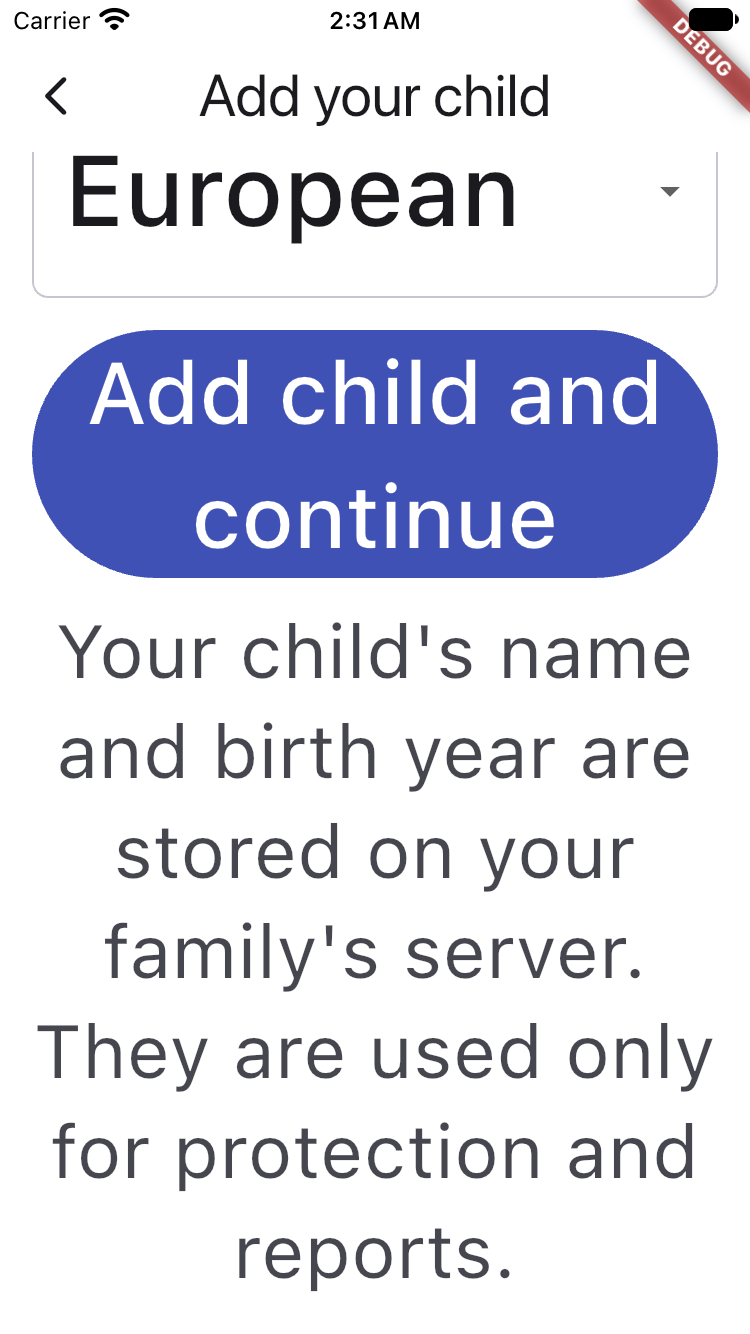 Carrier 2:31 AM
DEBUG
Add your child
European
Add child and
continue
Your child's name
and birth year are
stored on your
family's server.
They are used only
for protection and
reports.